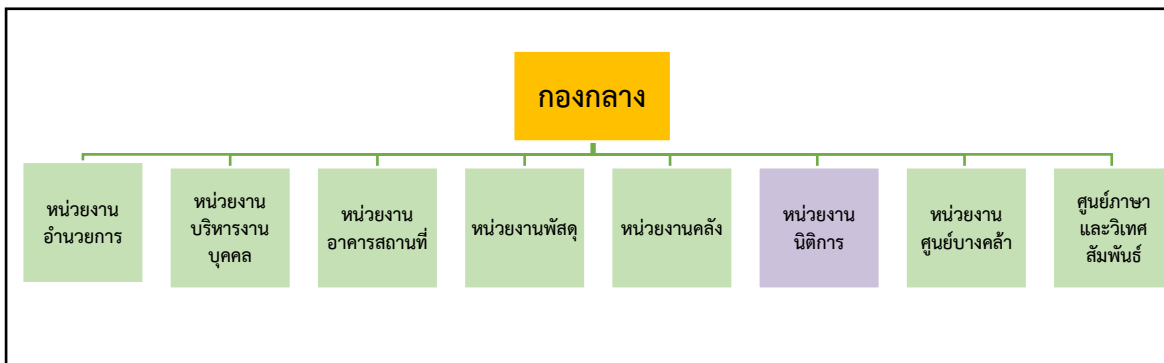 กองกลาง
หน่วยงาน
อำนวยการ
หน่วยงาน
บริหารงาน
บุคคล
หน่วยงาน
อาคารสถานที่
หน่วยงานพัสดุ
หน่วยงานคลัง
หน่วยงาน
นิติการ
หน่วยงาน
ศูนย์บางคล้า
ศูนย์ภาษา
และวิเทศ
สัมพันธ์